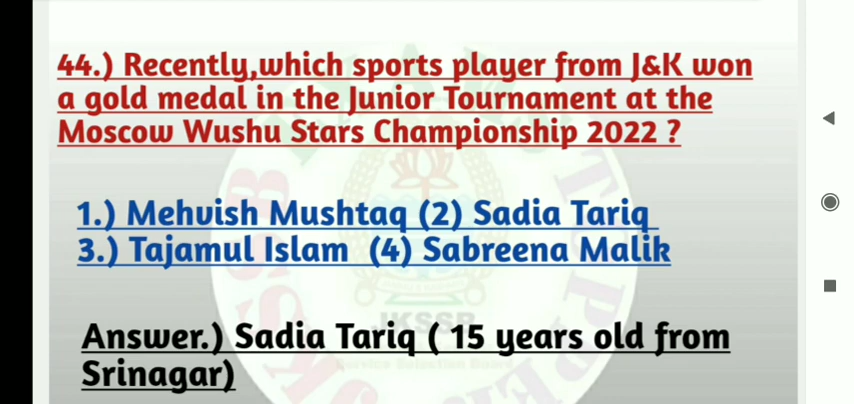 44.) Recently,which sports player from J&K won
a gold medal in the Junior Tournament at the
Moscow Wushu Stars Championship 2022 ?
1.) Mehvish Mushtaq (2) Sadia Tariq
3.) Tajamul Islam (4) Sabreena Malik
JKSSB
Answer.) Sadia Tariq ( 15 years old from
Srinagar)